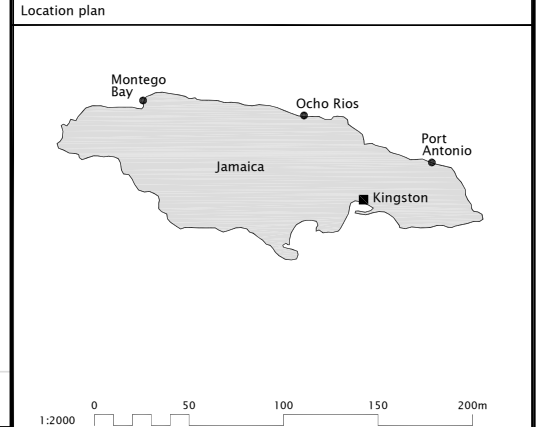 Location plan
Montego
Bay
Ocho Rios
Port
Antonio
Jamaica
Kingston
0 50 100 150 200m
1:2000